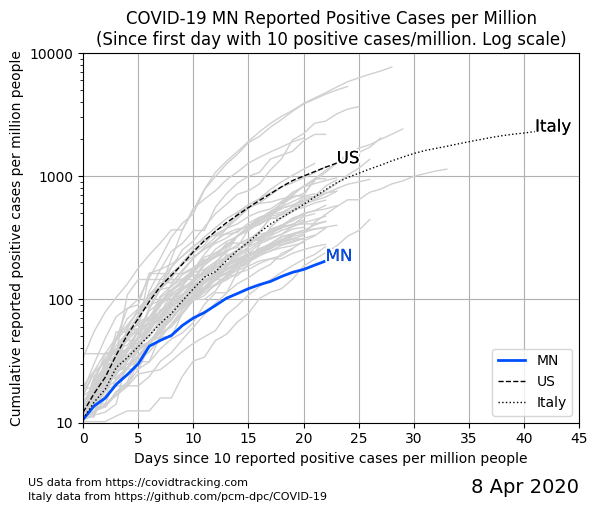 COVID-19 MN Reported Positive Cases per Million
(Since first day with 10 positive cases/million. Log scale)
Cumulative reported positive cases per million people
10000
1000
100
10
Italy
US
MN
MN
US
Italy
0 5 10 15 20 25 30 35 40 45
Days since 10 reported positive cases per million people
US data from https://covidtracking.com
Italy data from https://github.com/pcm-dpc/COVID-19
8 Apr 2020